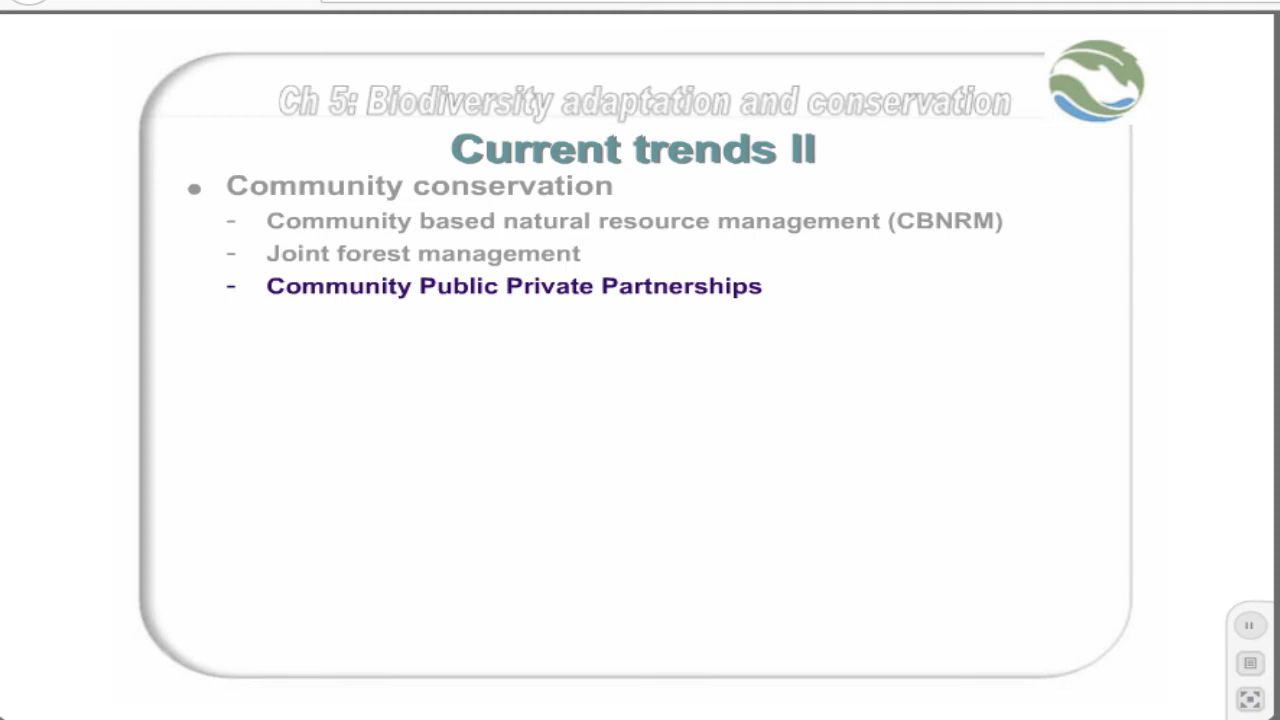 Ch 5: Biodiversity adaptation and conservation
Current trends II
• Community conservation
- Community based natural resource management (CBNRM)
- Joint forest management
- Community Public Private Partnerships